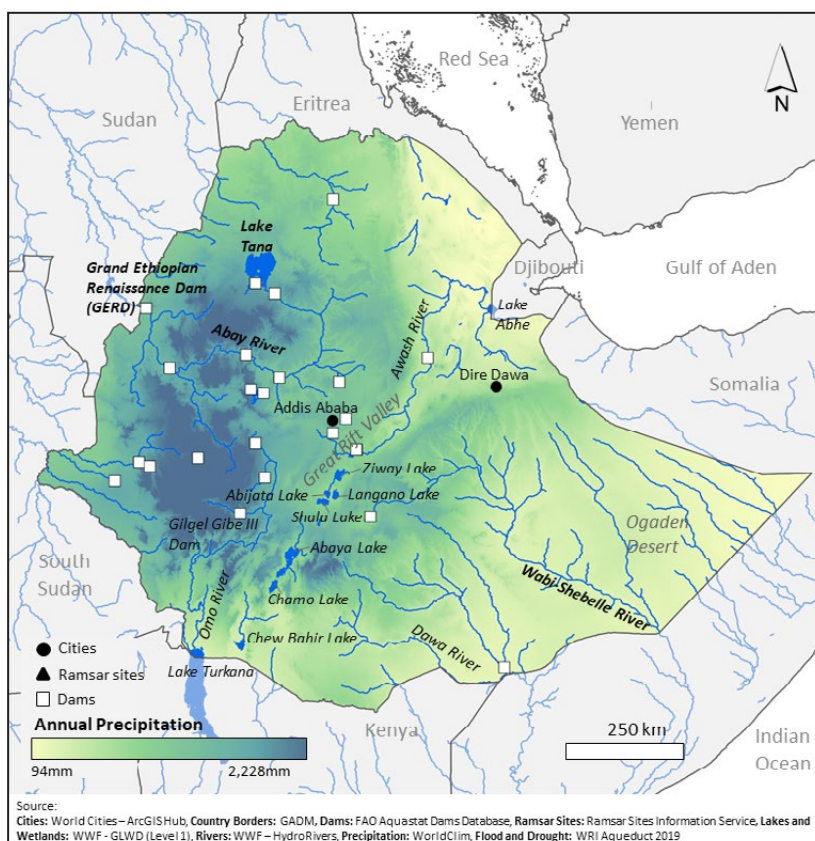 Red Sea
N
Eritrea
Sudan
Yemen
Lake
Tana
Grand Ethiopian
Renaissance Dam
(GERD)
Djibouti
Gulf of Aden
Lake
Abhe
Abay River
Awash River
Dire Dawa
Somalia
Addis Ababa
Great Rift Valley
Ziway Lake
Abijata Lake
Langano Lake
Shala Lake
Ogaden
Desert
Gilgel Gibe III
Dam
Abaya Lake
South
Sudan
Omo River
Wabi Shebelle River
Chamo Lake
Dawa River
Chew Bahir Lake
Lake Turkana
Cities
Ramsar sites
Dams
Kenya
Annual Precipitation
94mm
2,228mm
250 km
Indian
Ocean
Source:
Cities: World Cities – ArcGIS Hub, Country Borders: GADM, Dams: FAO Aquastat Dams Database, Ramsar Sites: Ramsar Sites Information Service, Lakes and
Wetlands: WWF - GLWD (Level 1), Rivers: WWF – HydroRivers, Precipitation: WorldClim, Flood and Drought: WRI Aqueduct 2019